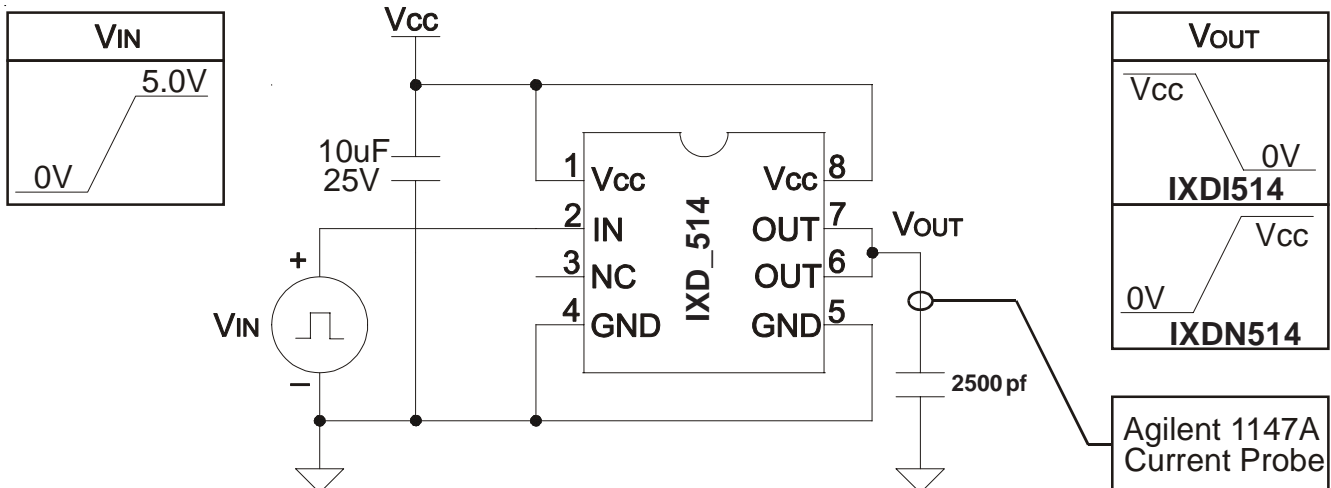 VIN
5.0V
0V
Vcc
10uF
25V
1
Vcc
2
IN
3
NC
4
GND
IXD_514
8
Vcc
7
OUT
6
OUT
5
GND
+
VIN
−
VOUT
2500 pf
VOUT
Vcc
0V
IXDI514
Vcc
0V
IXDN514
Agilent 1147A
Current Probe